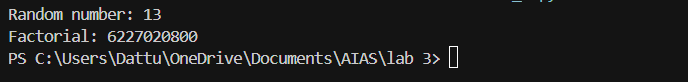 Random number: 13
Factorial: 6227020800
PS C:\Users\Dattu\OneDrive\Documents\AIAS\lab 3>